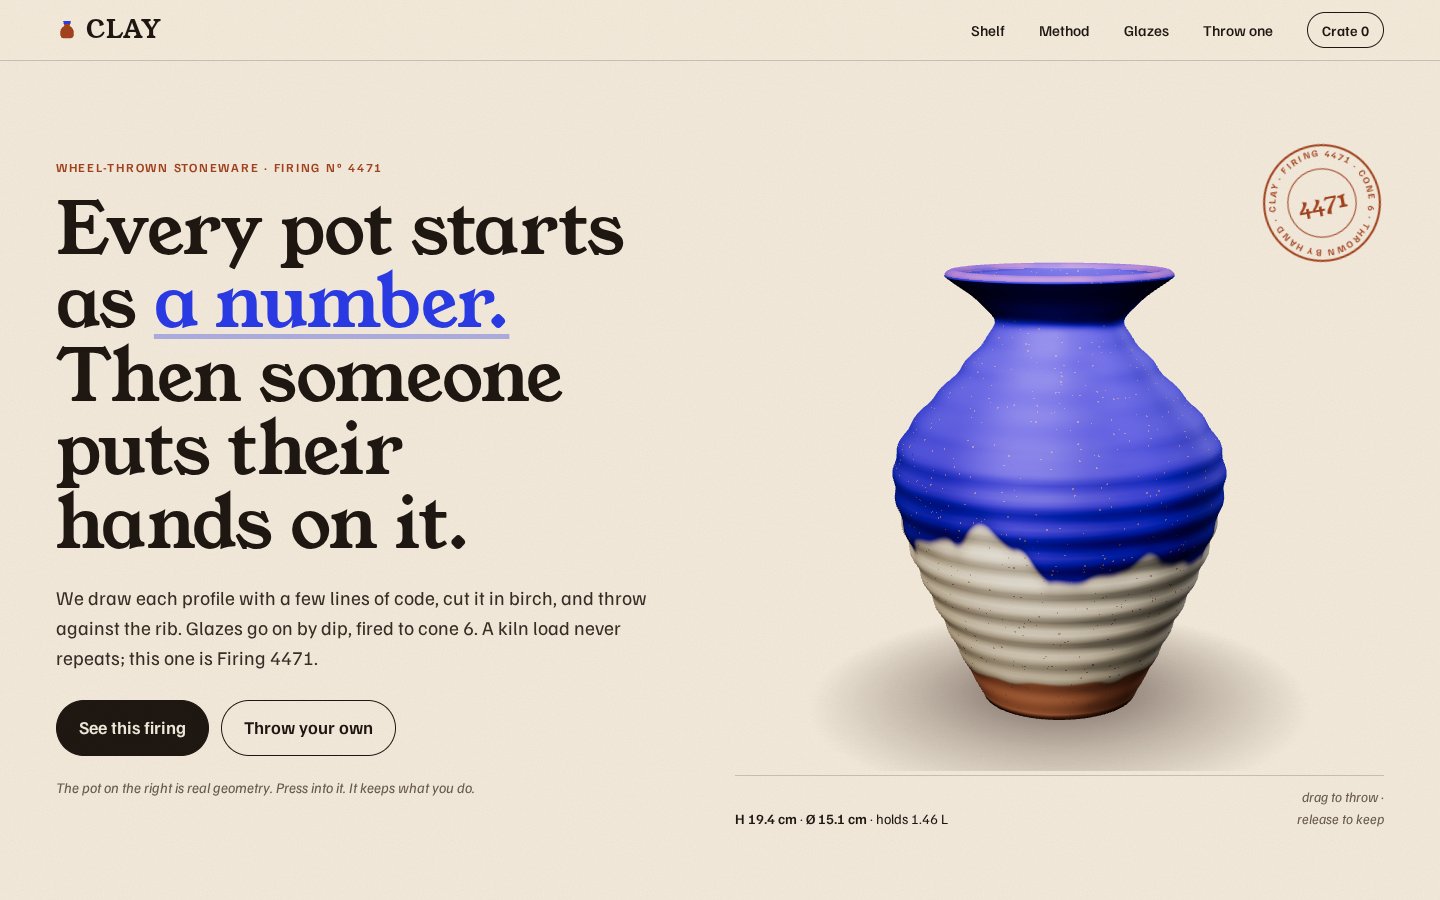 CLAY
Shelf
Method
Glazes
Throw one
Crate 0
WHEEL-THROWN STONEWARE · FIRING Nº 4471
Every pot starts
as a number.
Then someone
puts their
hands on it.
We draw each profile with a few lines of code, cut it in birch, and throw
against the rib. Glazes go on by dip, fired to cone 6. A kiln load never
repeats; this one is Firing 4471.
See this firing
Throw your own
The pot on the right is real geometry. Press into it. It keeps what you do.
CLAY · FIRING 4471 · CONE 6 · THROWN BY HAND ·
4471
H 19.4 cm · Ø 15.1 cm · holds 1.46 L
drag to throw ·
release to keep